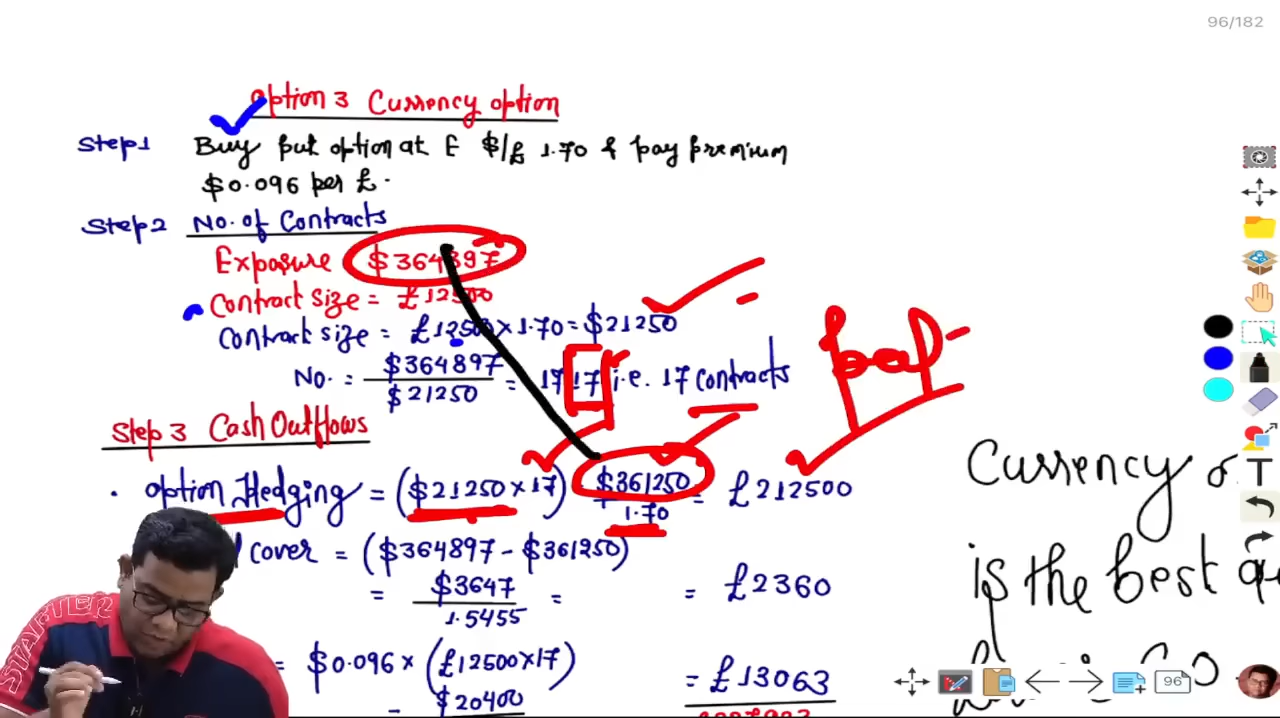 96/182
Option 3 Currency option
Step1 Buy put option at E $/£ 1.70 & pay premium
$0.096 per £.
Step2 No. of Contracts
Exposure $364897
Contract size = £12500
Contract size = £12500 × 1.70 = $21250
No. = $364897 / $21250 = 17.17 i.e. 17 contracts
Step 3 Cash Outflows
. option Hedging = ($21250 × 17) $361250 / 1.70 = £212500
cover = ($364897 - $361250)
= $3647 / 1.5455 = = £2360
= $0.096 × (£12500 × 17) = £13063
= $20400
Currency o
is the best
STARTER
96